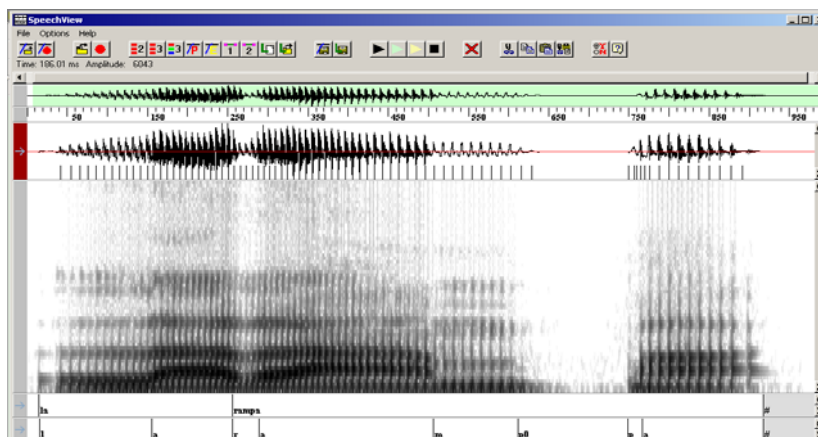 SpeechView
File Options Help
Time: 186.01 ms Amplitude: 6043
50 150 250 350 450 550 650 750 850 950
la rampa #
l a r a m p0 p a #